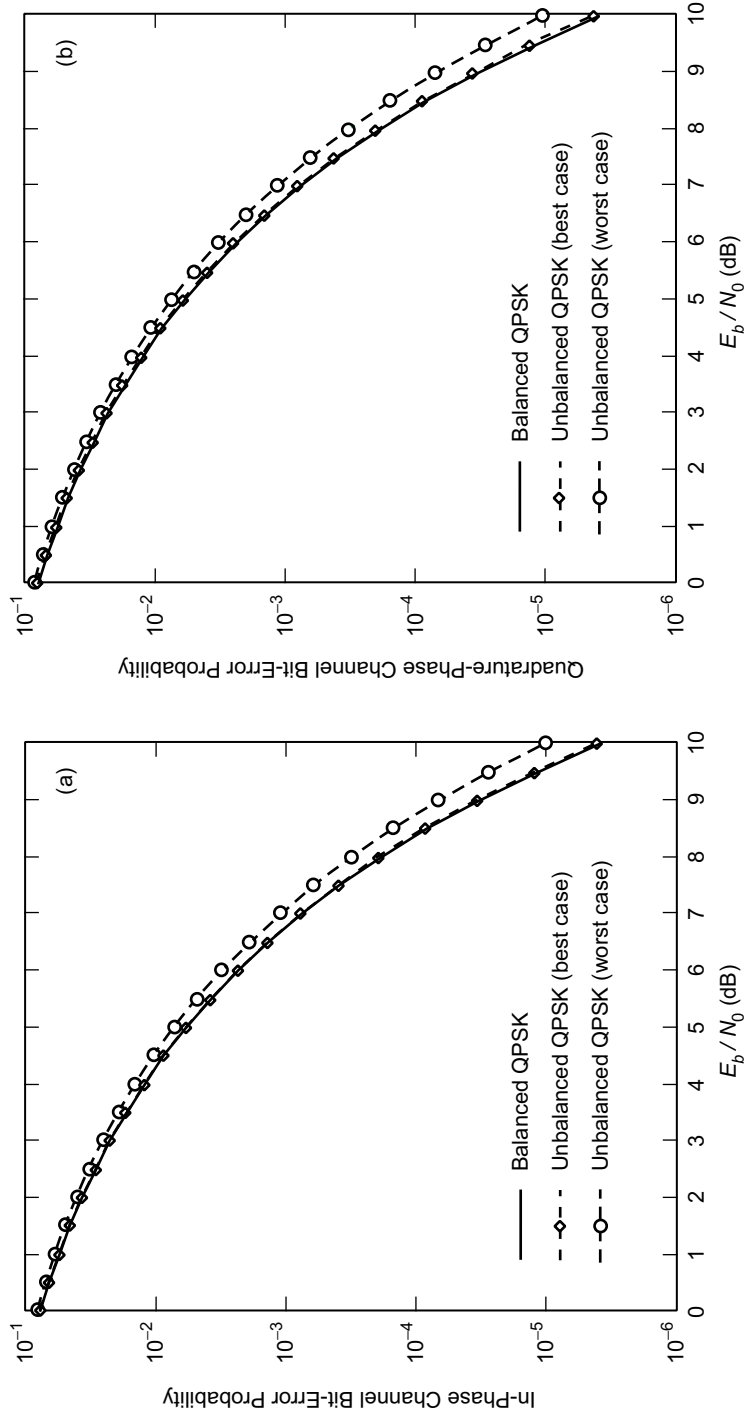 (a)
In-Phase Channel Bit-Error Probability
10⁻¹
10⁻²
10⁻³
10⁻⁴
10⁻⁵
10⁻⁶
0 1 2 3 4 5 6 7 8 9 10
E_b / N_0 (dB)
Balanced QPSK
Unbalanced QPSK (best case)
Unbalanced QPSK (worst case)
(b)
Quadrature-Phase Channel Bit-Error Probability
10⁻¹
10⁻²
10⁻³
10⁻⁴
10⁻⁵
10⁻⁶
0 1 2 3 4 5 6 7 8 9 10
E_b / N_0 (dB)
Balanced QPSK
Unbalanced QPSK (best case)
Unbalanced QPSK (worst case)